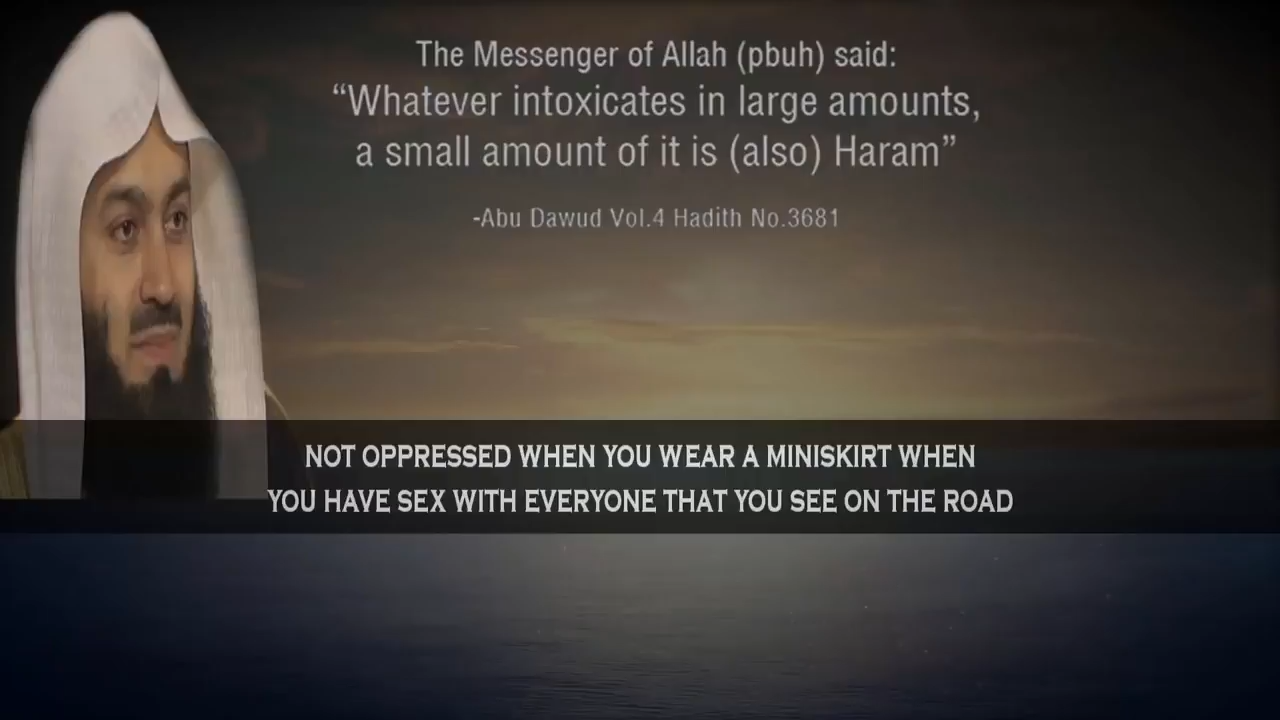 The Messenger of Allah (pbuh) said:
“Whatever intoxicates in large amounts,
a small amount of it is (also) Haram”
-Abu Dawud Vol.4 Hadith No.3681
NOT OPPRESSED WHEN YOU WEAR A MINISKIRT WHEN
YOU HAVE SEX WITH EVERYONE THAT YOU SEE ON THE ROAD